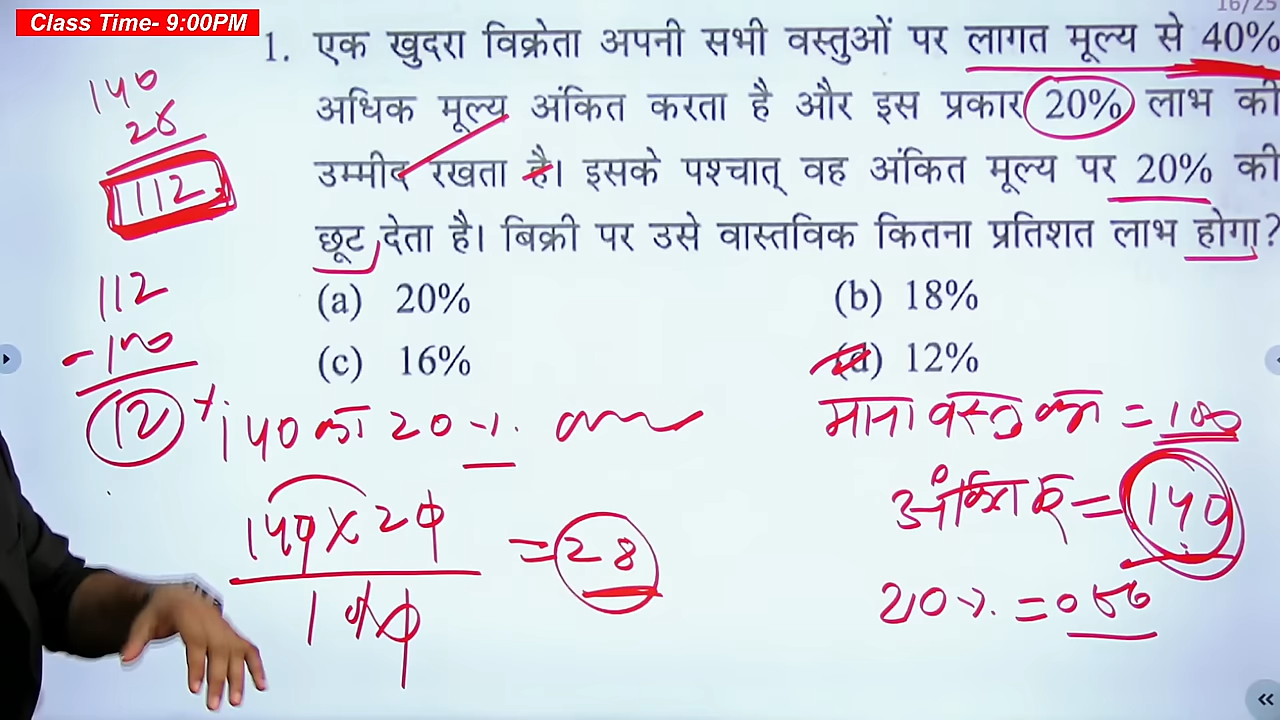 Class Time- 9:00PM
16/25
1. एक खुदरा विक्रेता अपनी सभी वस्तुओं पर लागत मूल्य से 40%
अधिक मूल्य अंकित करता है और इस प्रकार 20% लाभ की
उम्मीद रखता है। इसके पश्चात् वह अंकित मूल्य पर 20% की
छूट देता है। बिक्री पर उसे वास्तविक कितना प्रतिशत लाभ होगा?
(a) 20%
(b) 18%
(c) 16%
(d) 12%
140
28
112
112
- 100
12 +
140 का 20 %
140 X 20
100
= 28
माना वस्तु का = 100
= 140
20 % =